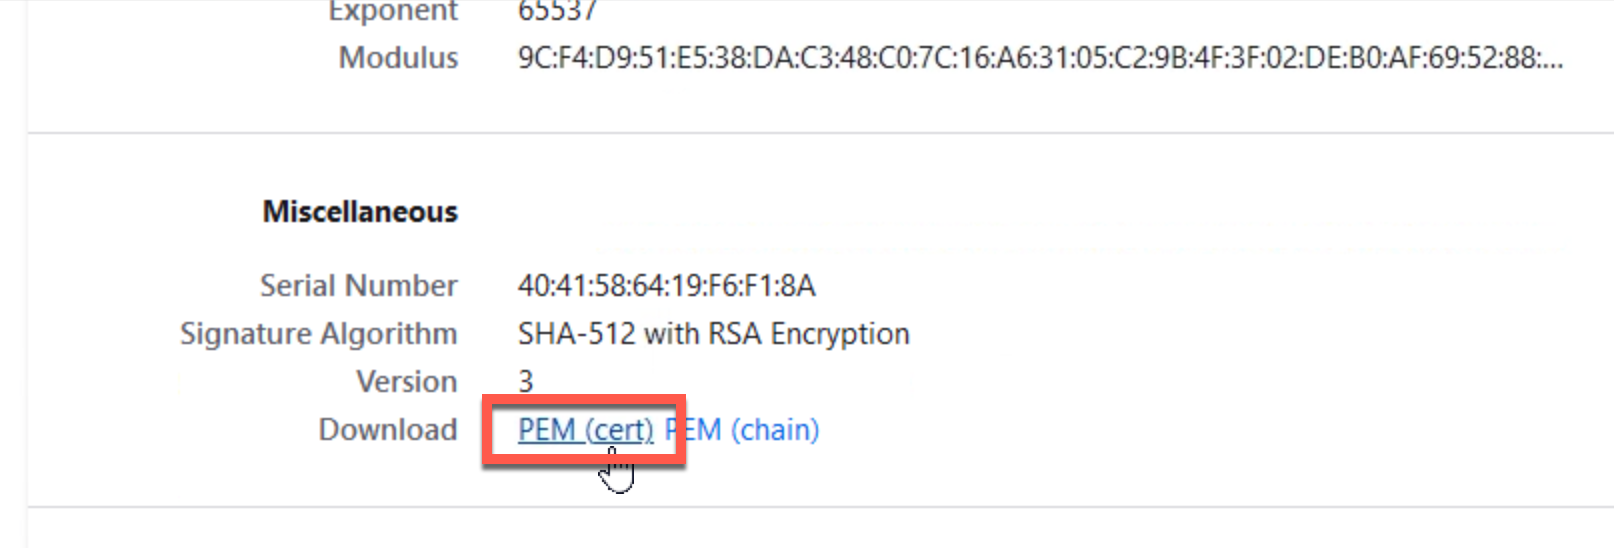 Exponent 65537
Modulus 9C:F4:D9:51:E5:38:DA:C3:48:C0:7C:16:A6:31:05:C2:9B:4F:3F:02:DE:B0:AF:69:52:88:...
Miscellaneous
Serial Number 40:41:58:64:19:F6:F1:8A
Signature Algorithm SHA-512 with RSA Encryption
Version 3
Download PEM (cert) PEM (chain)